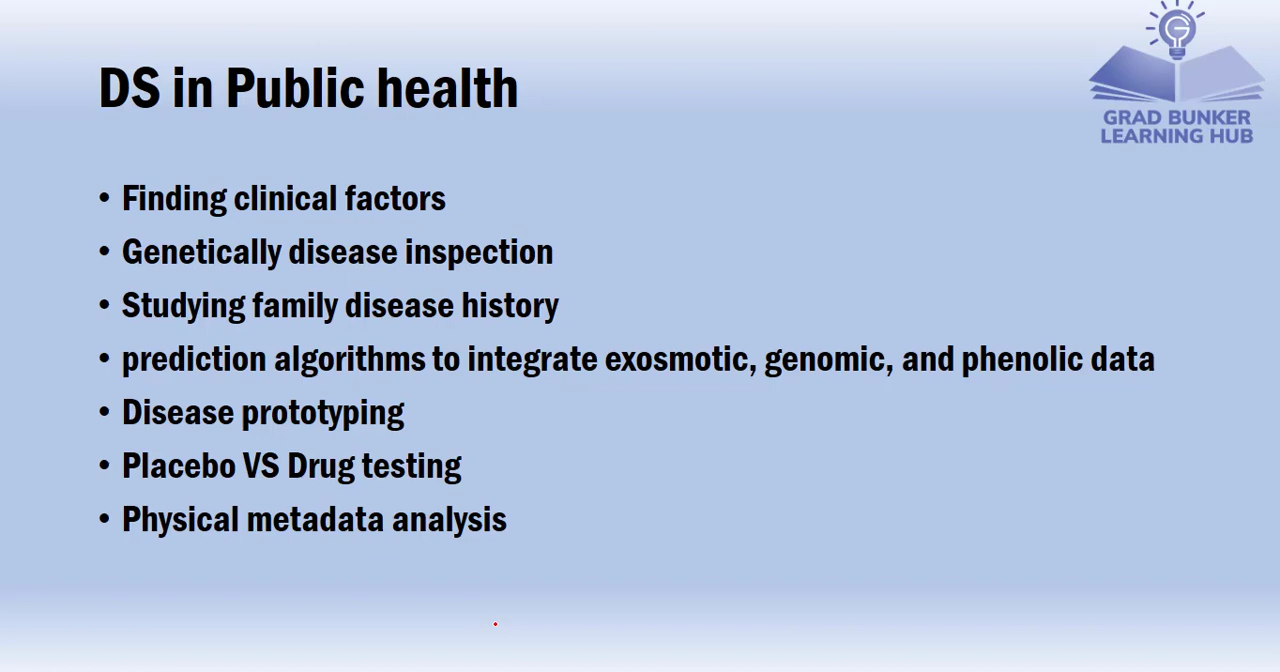 DS in Public health
GRAD BUNKER
LEARNING HUB
• Finding clinical factors
• Genetically disease inspection
• Studying family disease history
• prediction algorithms to integrate exosmotic, genomic, and phenolic data
• Disease prototyping
• Placebo VS Drug testing
• Physical metadata analysis